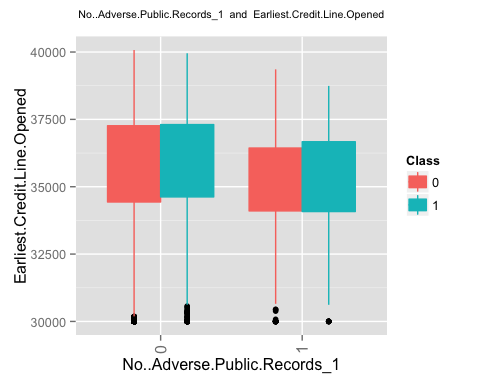 No..Adverse.Public.Records_1 and Earliest.Credit.Line.Opened
40000
37500
35000
32500
30000
Earliest.Credit.Line.Opened
0
1
No..Adverse.Public.Records_1
Class
0
1